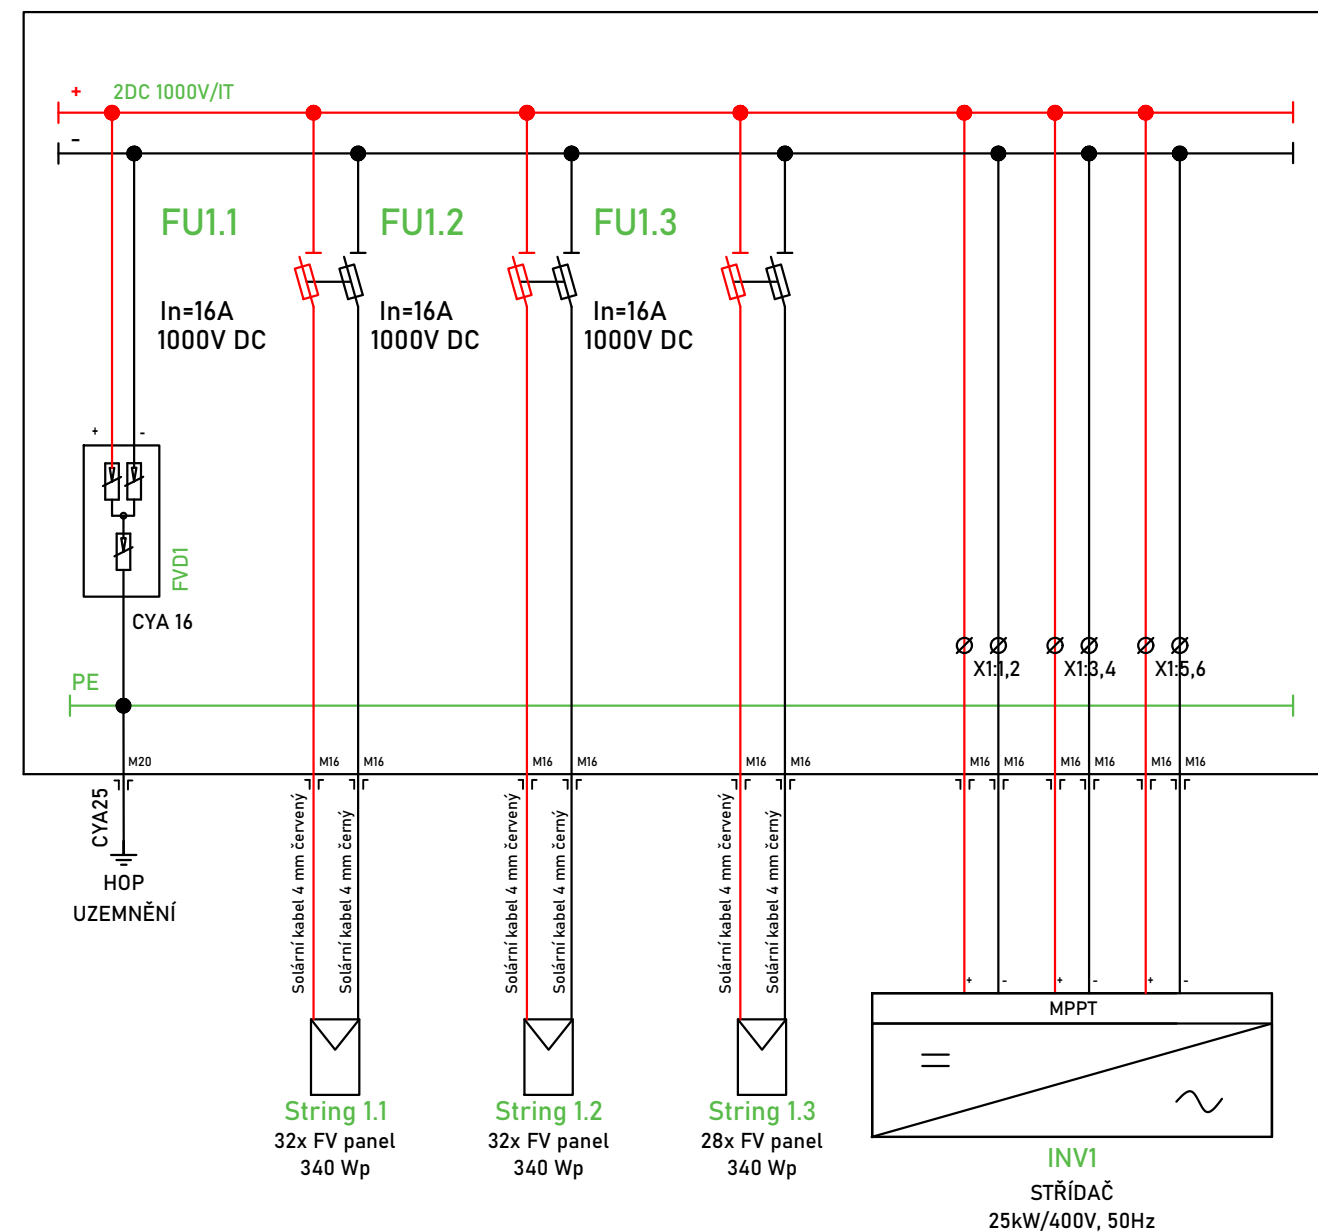 + 2DC 1000V/IT
-
FU1.1
FU1.2
FU1.3
In=16A
1000V DC
In=16A
1000V DC
In=16A
1000V DC
+ -
FVD1
CYA 16
X1:1,2
X1:3,4
X1:5,6
PE
M20
M16
M16
M16
M16
M16
M16
M16
M16
M16
M16
M16
M16
CYA25
HOP
UZEMNĚNÍ
Solární kabel 4 mm červený
Solární kabel 4 mm černý
Solární kabel 4 mm červený
Solární kabel 4 mm černý
Solární kabel 4 mm červený
Solární kabel 4 mm černý
+ - + - + -
MPPT
String 1.1
32x FV panel
340 Wp
String 1.2
32x FV panel
340 Wp
String 1.3
28x FV panel
340 Wp
INV1
STŘÍDAČ
25kW/400V, 50Hz